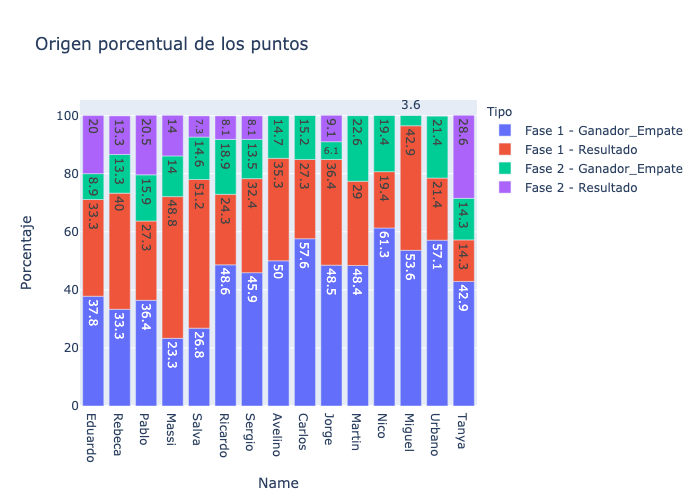 Origen porcentual de los puntos
Tipo
Fase 1 - Ganador_Empate
Fase 1 - Resultado
Fase 2 - Ganador_Empate
Fase 2 - Resultado
Porcentaje
100
80
60
40
20
0
20 13.3 20.5 14 7.3 8.1 8.1 9.1 28.6
8.9 13.3 15.9 14 14.6 18.9 13.5 14.7 15.2 6.1 22.6 19.4 3.6 21.4 14.3
33.3 40 27.3 48.8 51.2 24.3 32.4 35.3 27.3 36.4 29 19.4 42.9 21.4 14.3
37.8 33.3 36.4 23.3 26.8 48.6 45.9 50 57.6 48.5 48.4 61.3 53.6 57.1 42.9
Eduardo Rebeca Pablo Massi Salva Ricardo Sergio Avelino Carlos Jorge Martin Nico Miguel Urbano Tanya
Name